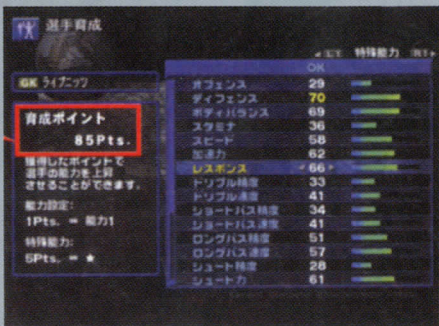 選手育成
L1 特殊能力 R1
OK
GK ライプニッツ
育成ポイント
85Pts.
獲得したポイントで
選手の能力を上昇
させることができます。
能力設定:
1Pts. = 能力1
特殊能力:
5Pts. = ★
オフェンス 29
ディフェンス 70
ボディバランス 69
スタミナ 36
スピード 58
加速力 62
レスポンス 66
ドリブル精度 33
ドリブル速度 41
ショートパス精度 34
ショートパス速度 41
ロングパス精度 51
ロングパス速度 57
シュート精度 28
シュート力 61